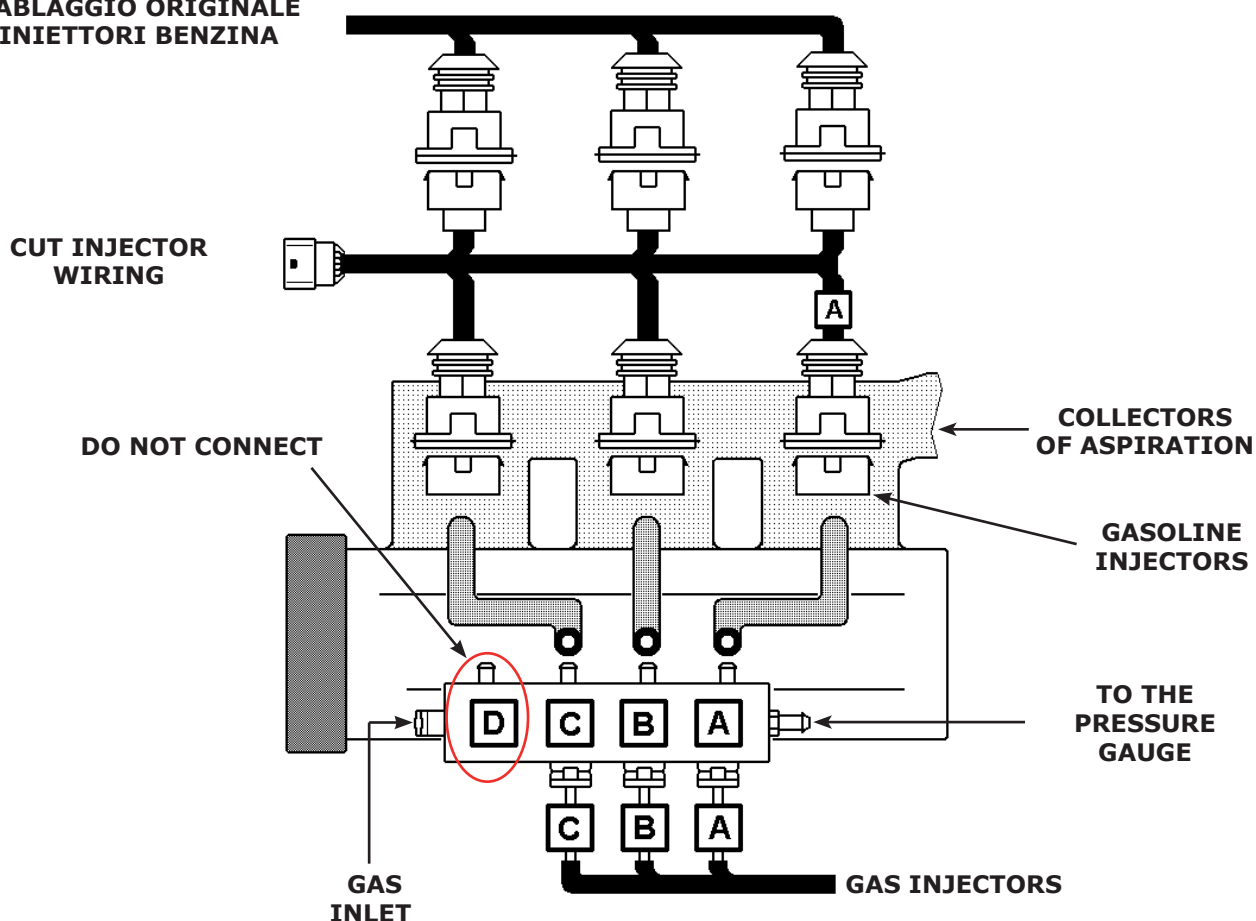 ABLAGGIO ORIGINALE
INIETTORI BENZINA
CUT INJECTOR
WIRING
A
DO NOT CONNECT
COLLECTORS
OF ASPIRATION
GASOLINE
INJECTORS
D C B A
TO THE
PRESSURE
GAUGE
C B A
GAS
INLET
GAS INJECTORS